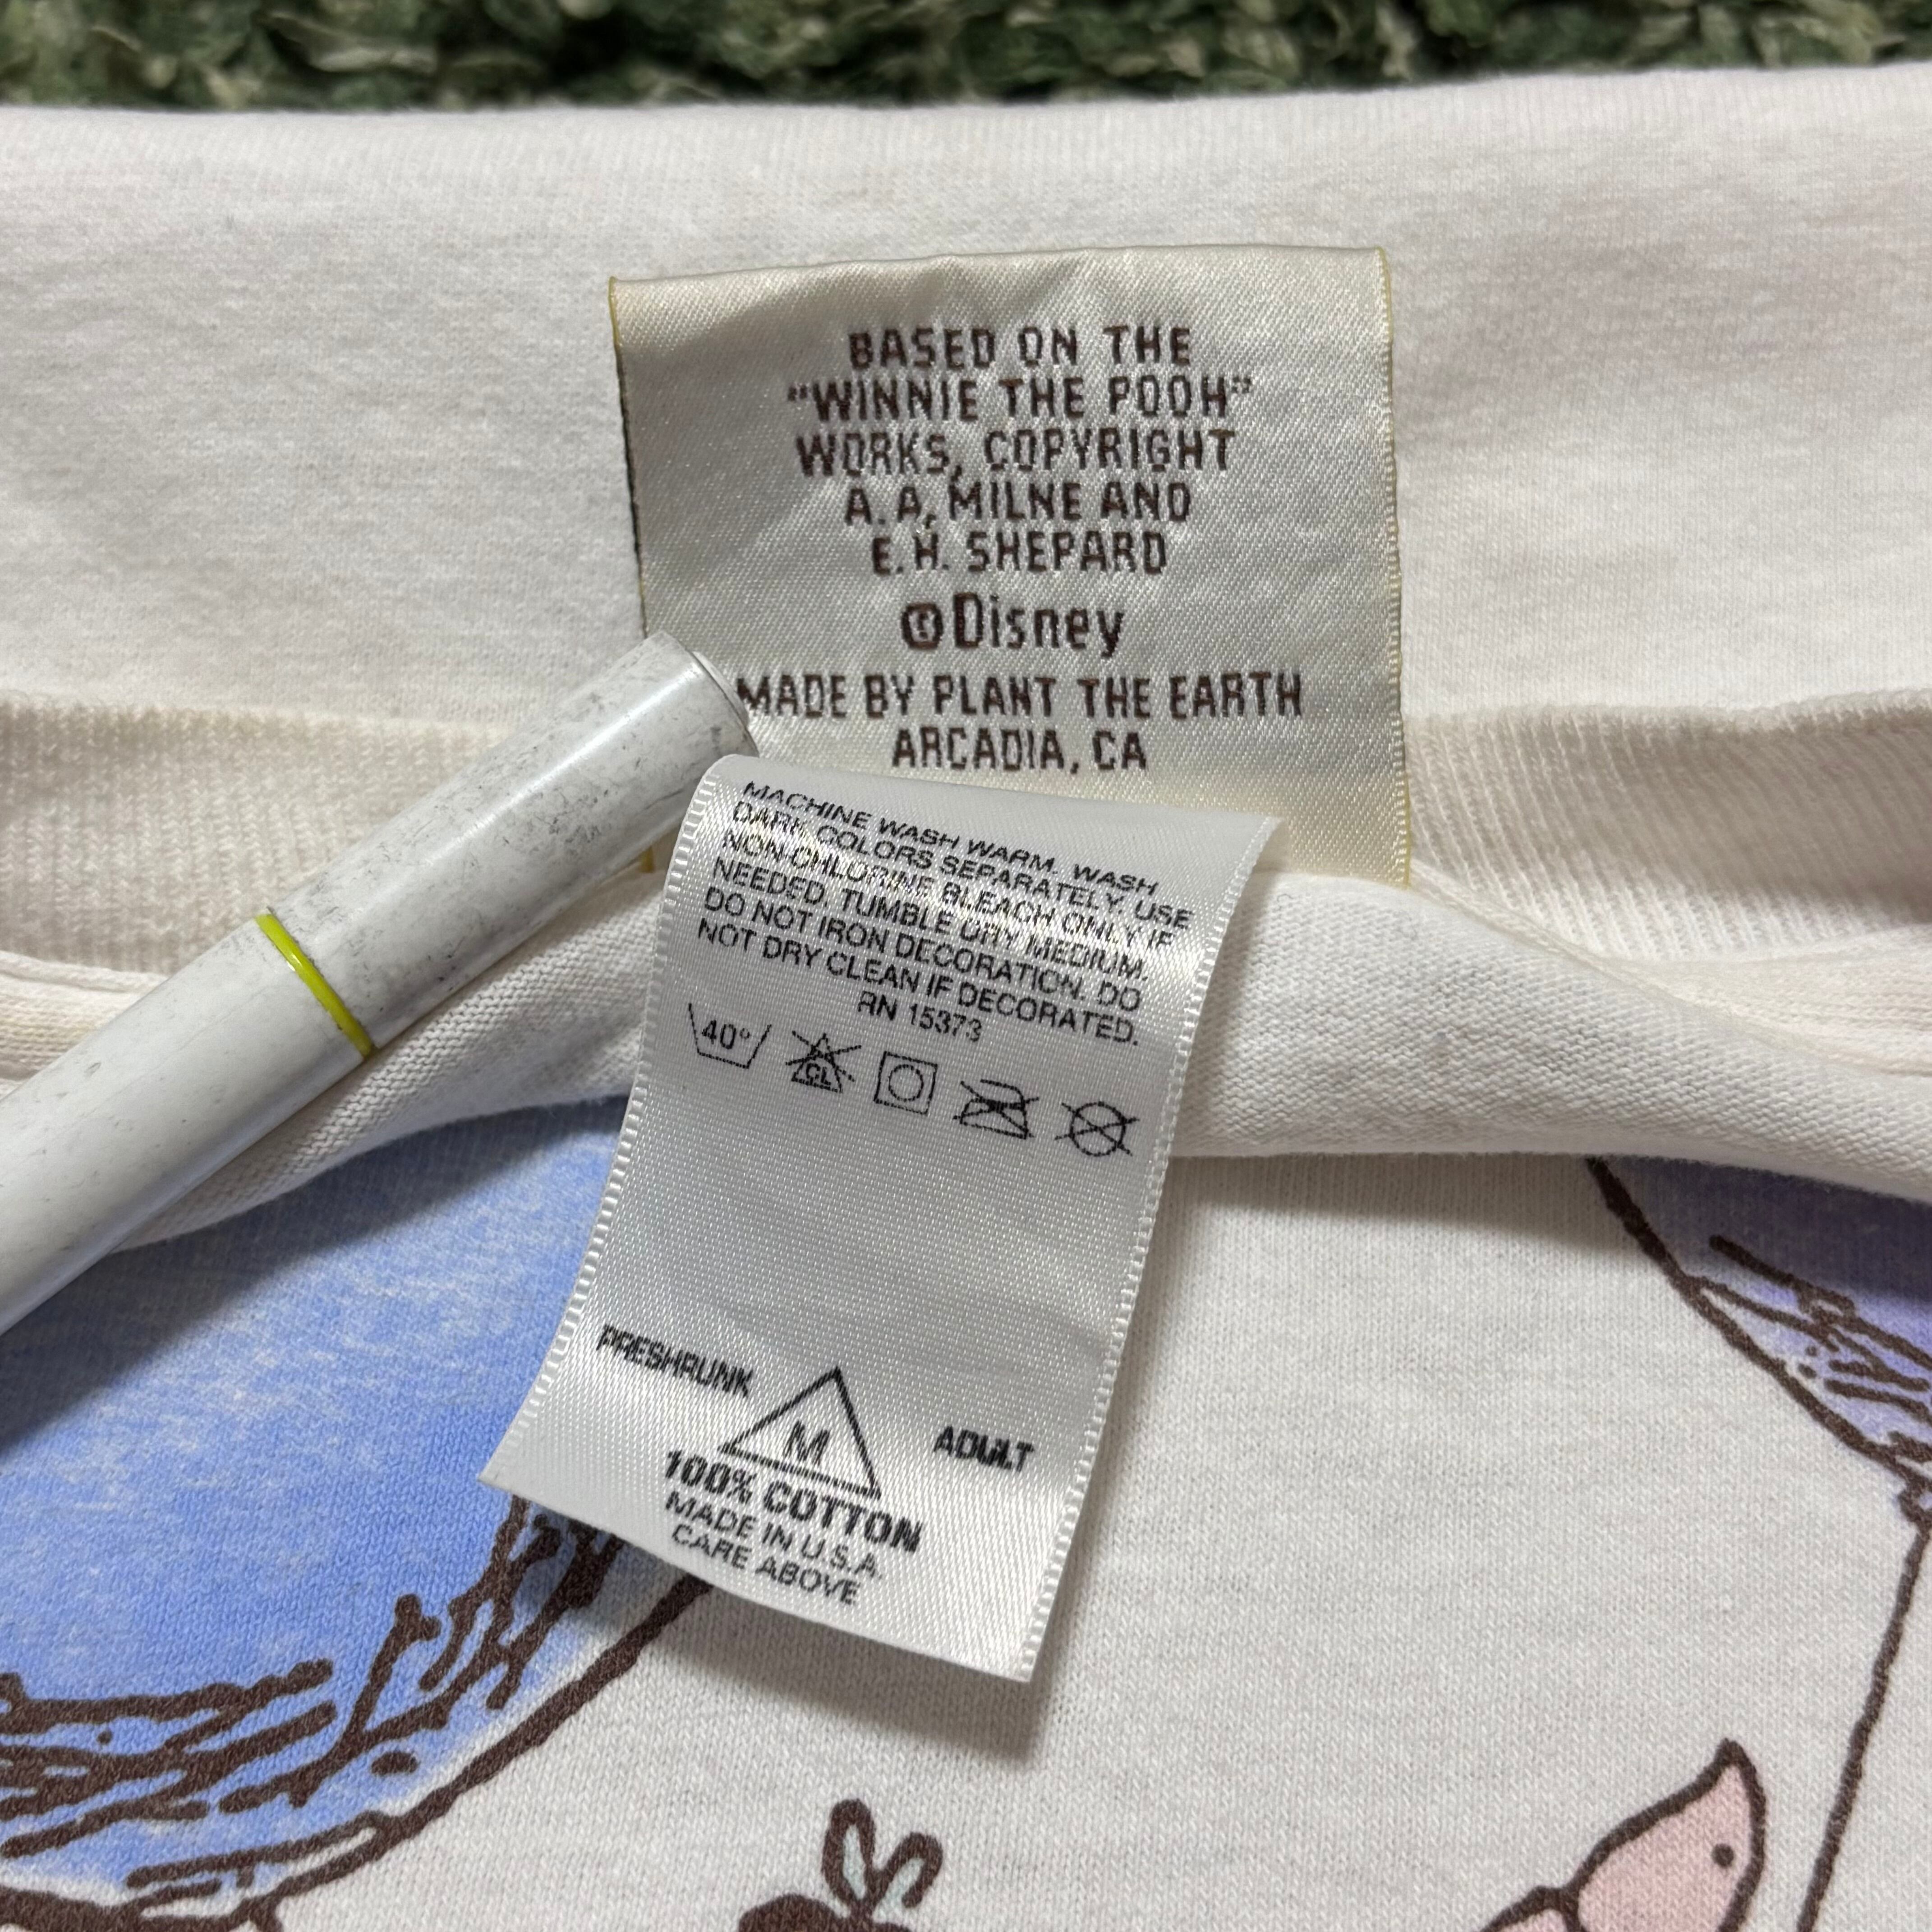 BASED ON THE
"WINNIE THE POOH"
WORKS, COPYRIGHT
A. A. MILNE AND
E. H. SHEPARD
©Disney
MADE BY PLANT THE EARTH
ARCADIA, CA
MACHINE WASH WARM. WASH
DARK COLORS SEPARATELY. USE
NON-CHLORINE BLEACH ONLY IF
NEEDED. TUMBLE DRY MEDIUM.
DO NOT IRON DECORATION. DO
NOT DRY CLEAN IF DECORATED.
RN 15373
40° CL
PRESHRUNK M ADULT
100% COTTON
MADE IN U.S.A.
CARE ABOVE